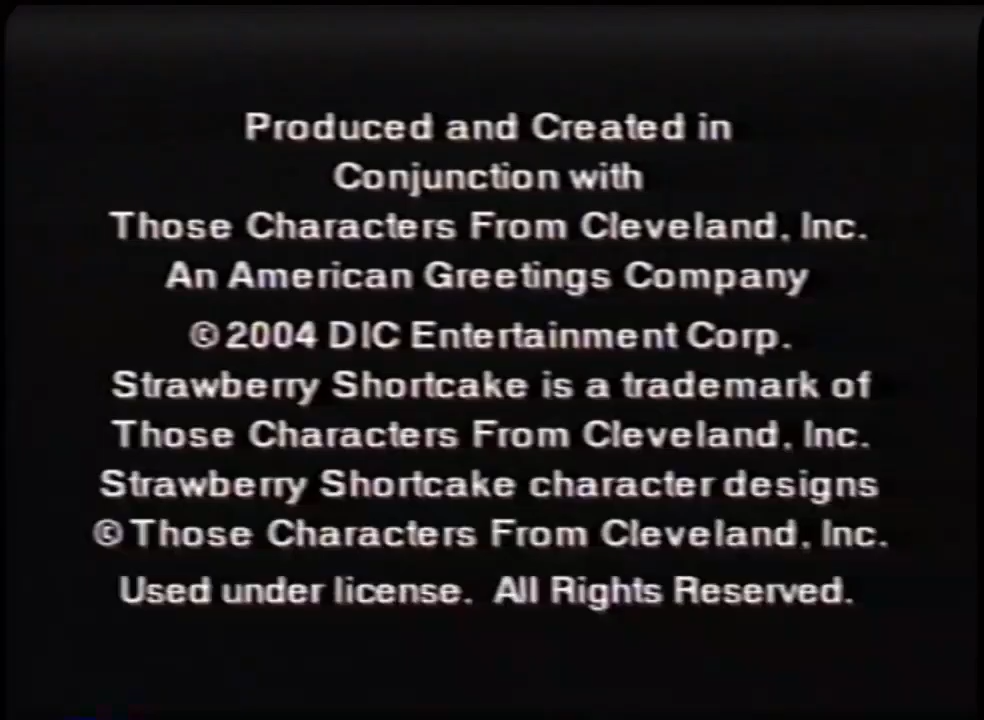 Produced and Created in
Conjunction with
Those Characters From Cleveland, Inc.
An American Greetings Company
© 2004 DIC Entertainment Corp.
Strawberry Shortcake is a trademark of
Those Characters From Cleveland, Inc.
Strawberry Shortcake character designs
© Those Characters From Cleveland, Inc.
Used under license. All Rights Reserved.